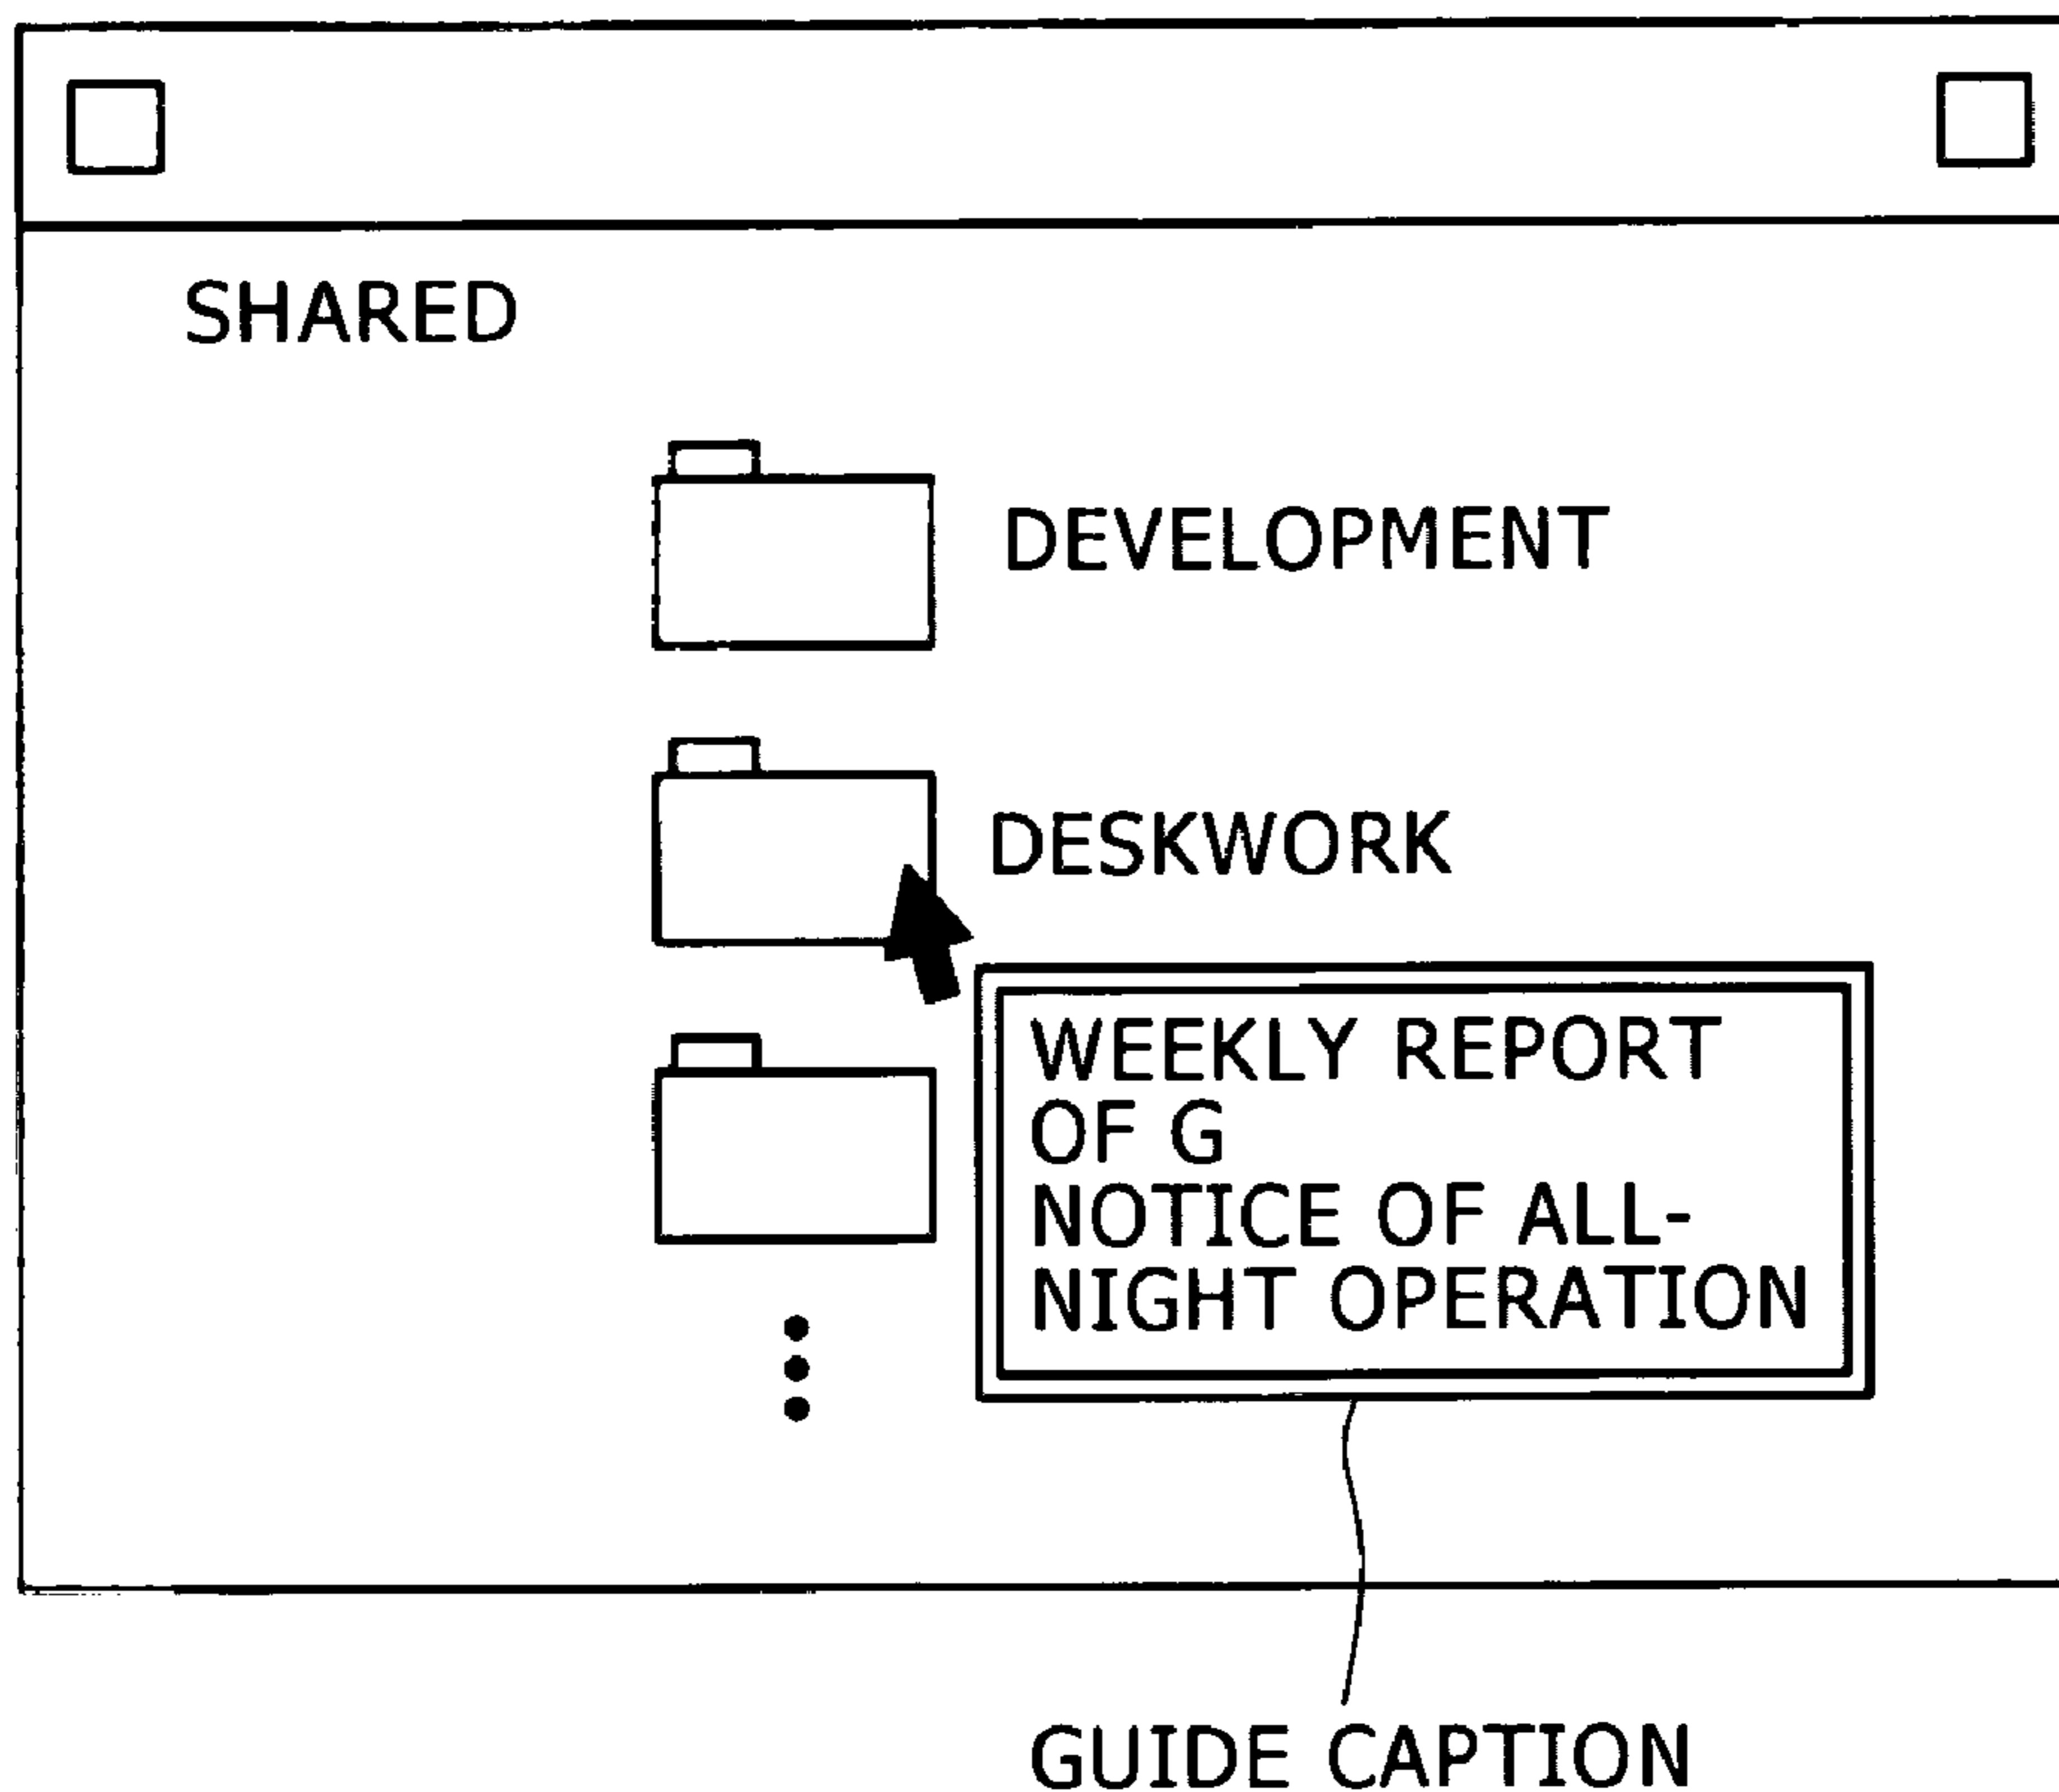 SHARED
DEVELOPMENT
DESKWORK
WEEKLY REPORT
OF G
NOTICE OF ALL-
NIGHT OPERATION
GUIDE CAPTION